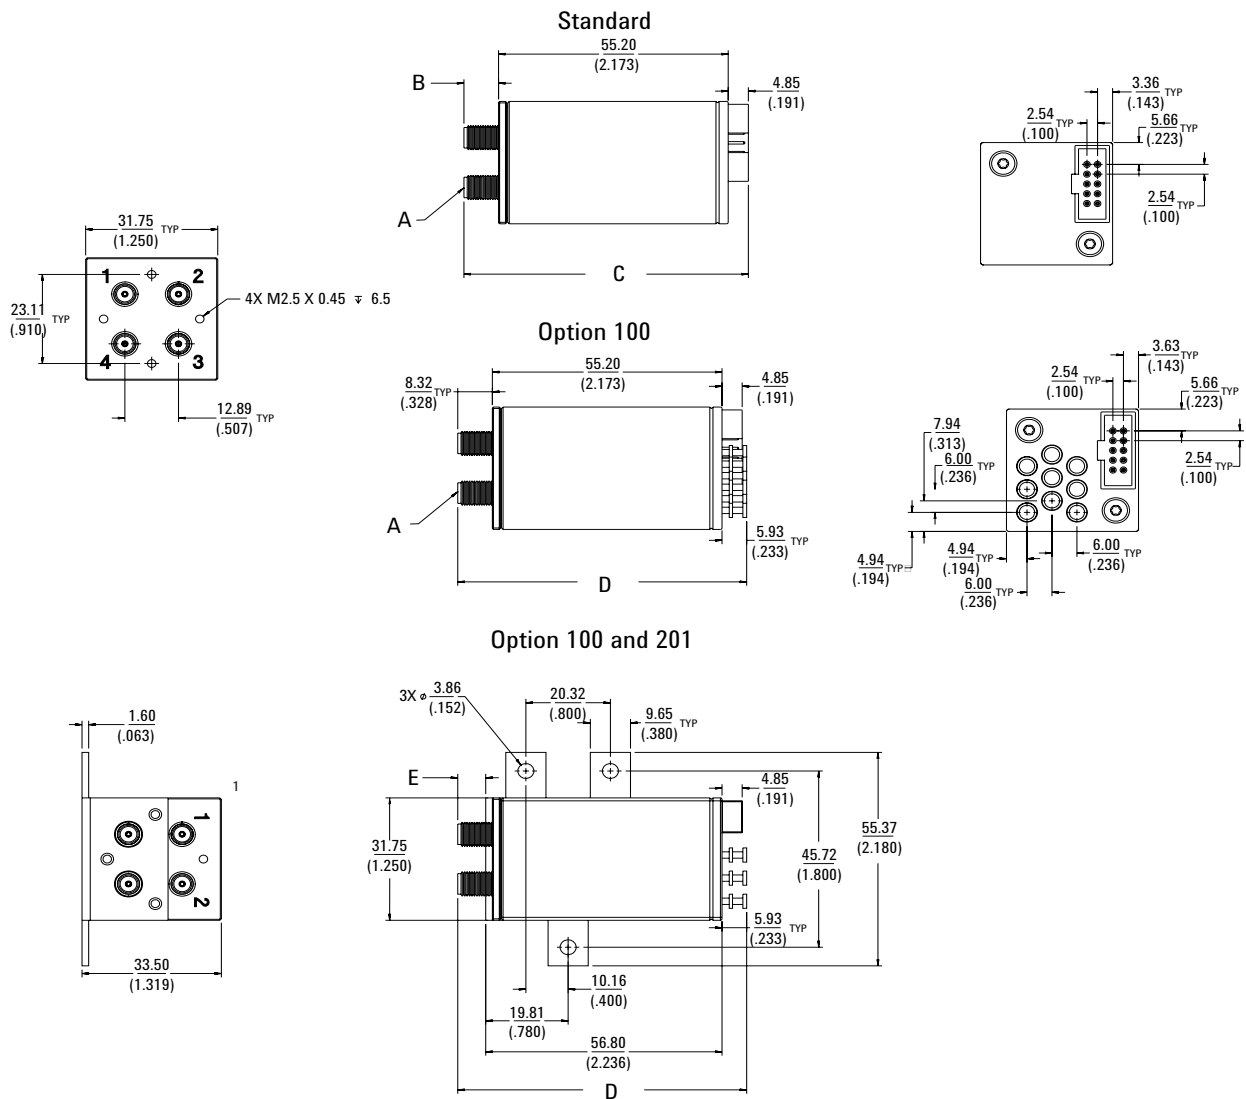 Standard
55.20
(2.173)
B
4.85
(.191)
A
C
3.36 TYP
(.143)
2.54 TYP
(.100)
5.66 TYP
(.223)
2.54 TYP
(.100)
31.75 TYP
(1.250)
1
2
4
3
23.11 TYP
(.910)
4X M2.5 X 0.45 ↧ 6.5
12.89 TYP
(.507)
Option 100
55.20
(2.173)
8.32 TYP
(.328)
4.85
(.191)
A
5.93 TYP
(.233)
D
3.63 TYP
(.143)
2.54 TYP
(.100)
5.66 TYP
(.223)
7.94
(.313)
6.00 TYP
(.236)
2.54 TYP
(.100)
4.94 TYP
(.194)
4.94 TYP
(.194)
6.00 TYP
(.236)
6.00 TYP
(.236)
Option 100 and 201
1.60
(.063)
1
1
2
33.50
(1.319)
3X ⌀ 3.86
(.152)
20.32
(.800)
9.65 TYP
(.380)
E
4.85
(.191)
31.75
(1.250)
55.37
(2.180)
45.72
(1.800)
5.93 TYP
(.233)
10.16
(.400)
19.81
(.780)
56.80
(2.236)
D